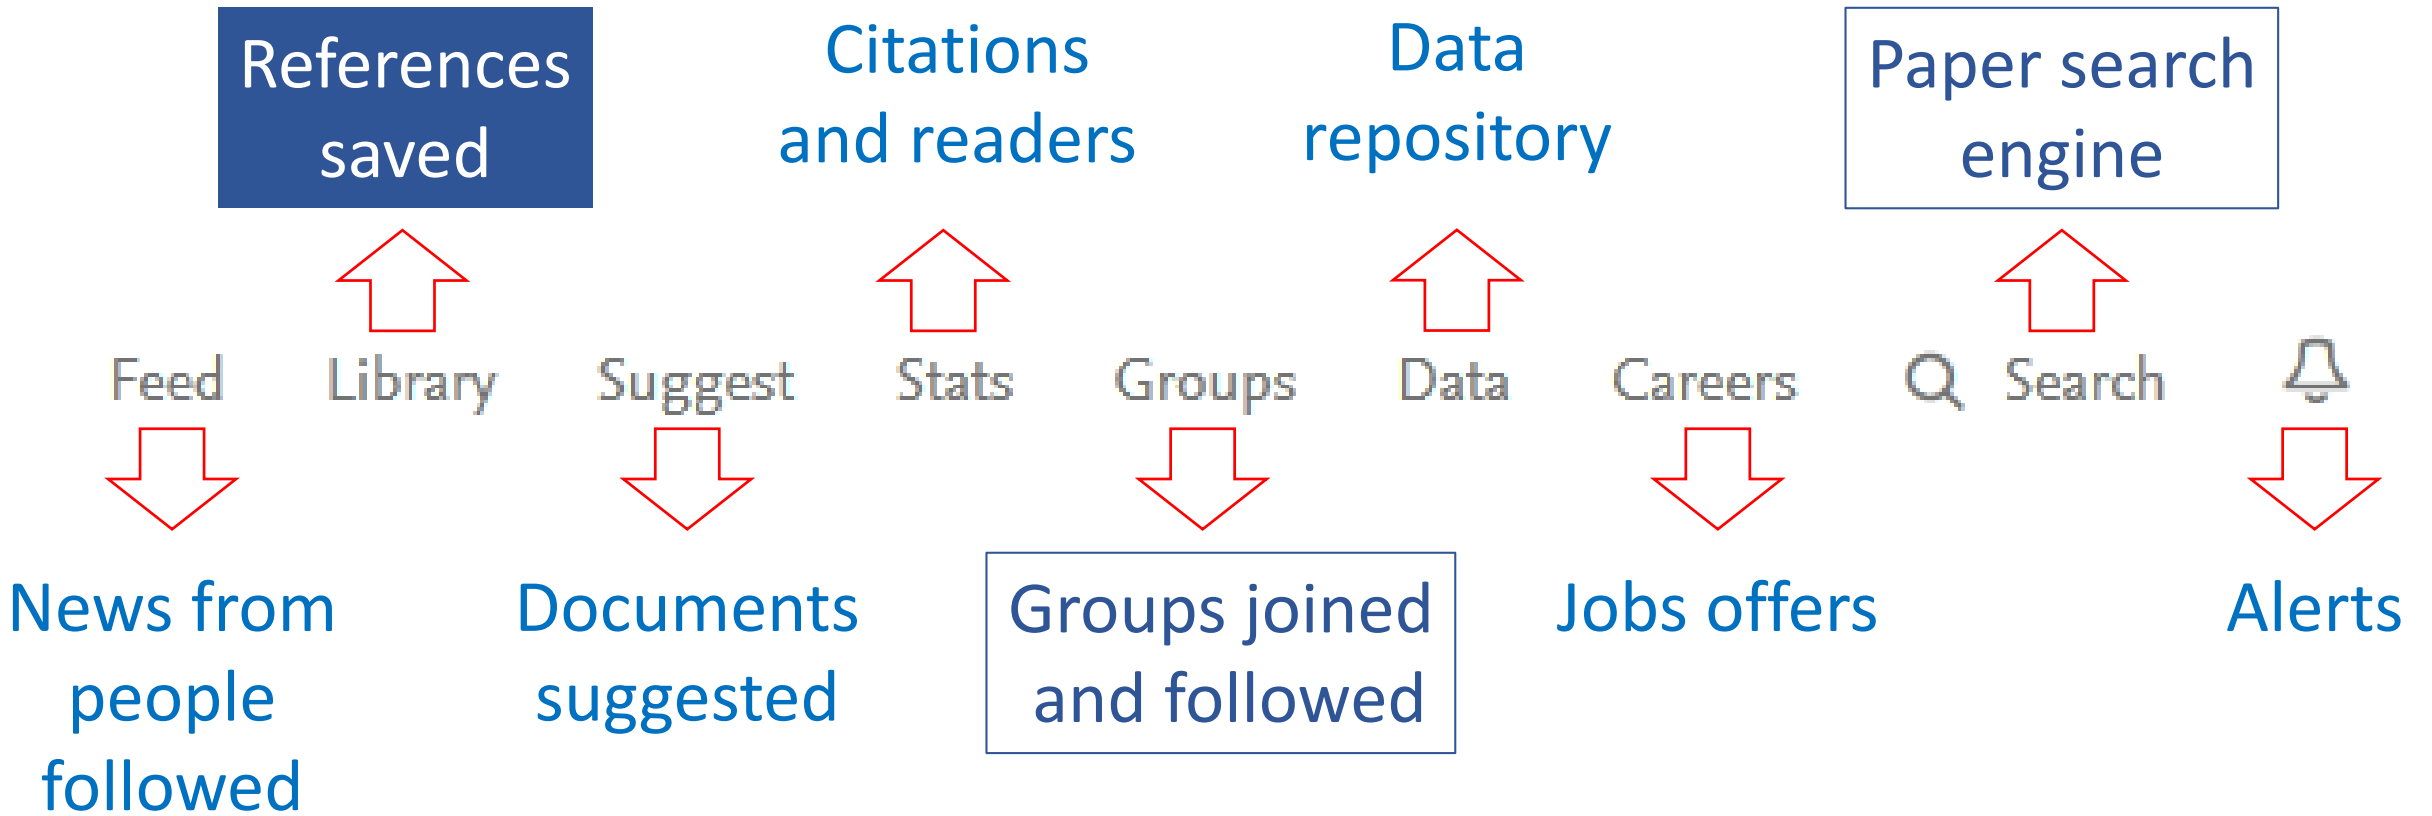 References
saved
Citations
and readers
Data
repository
Paper search
engine
Feed Library Suggest Stats Groups Data Careers Search
News from
people
followed
Documents
suggested
Groups joined
and followed
Jobs offers
Alerts